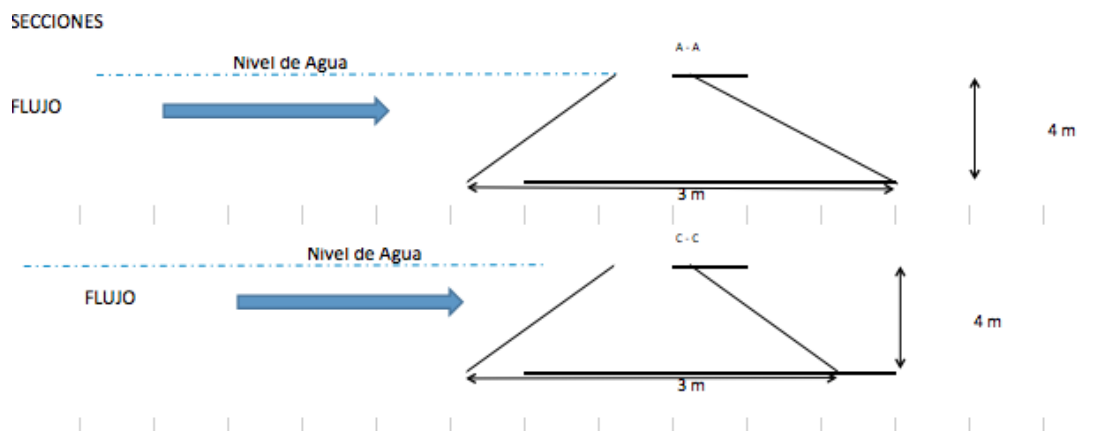 SECCIONES
A - A
Nivel de Agua
FLUJO
4 m
3 m
C - C
Nivel de Agua
FLUJO
4 m
3 m